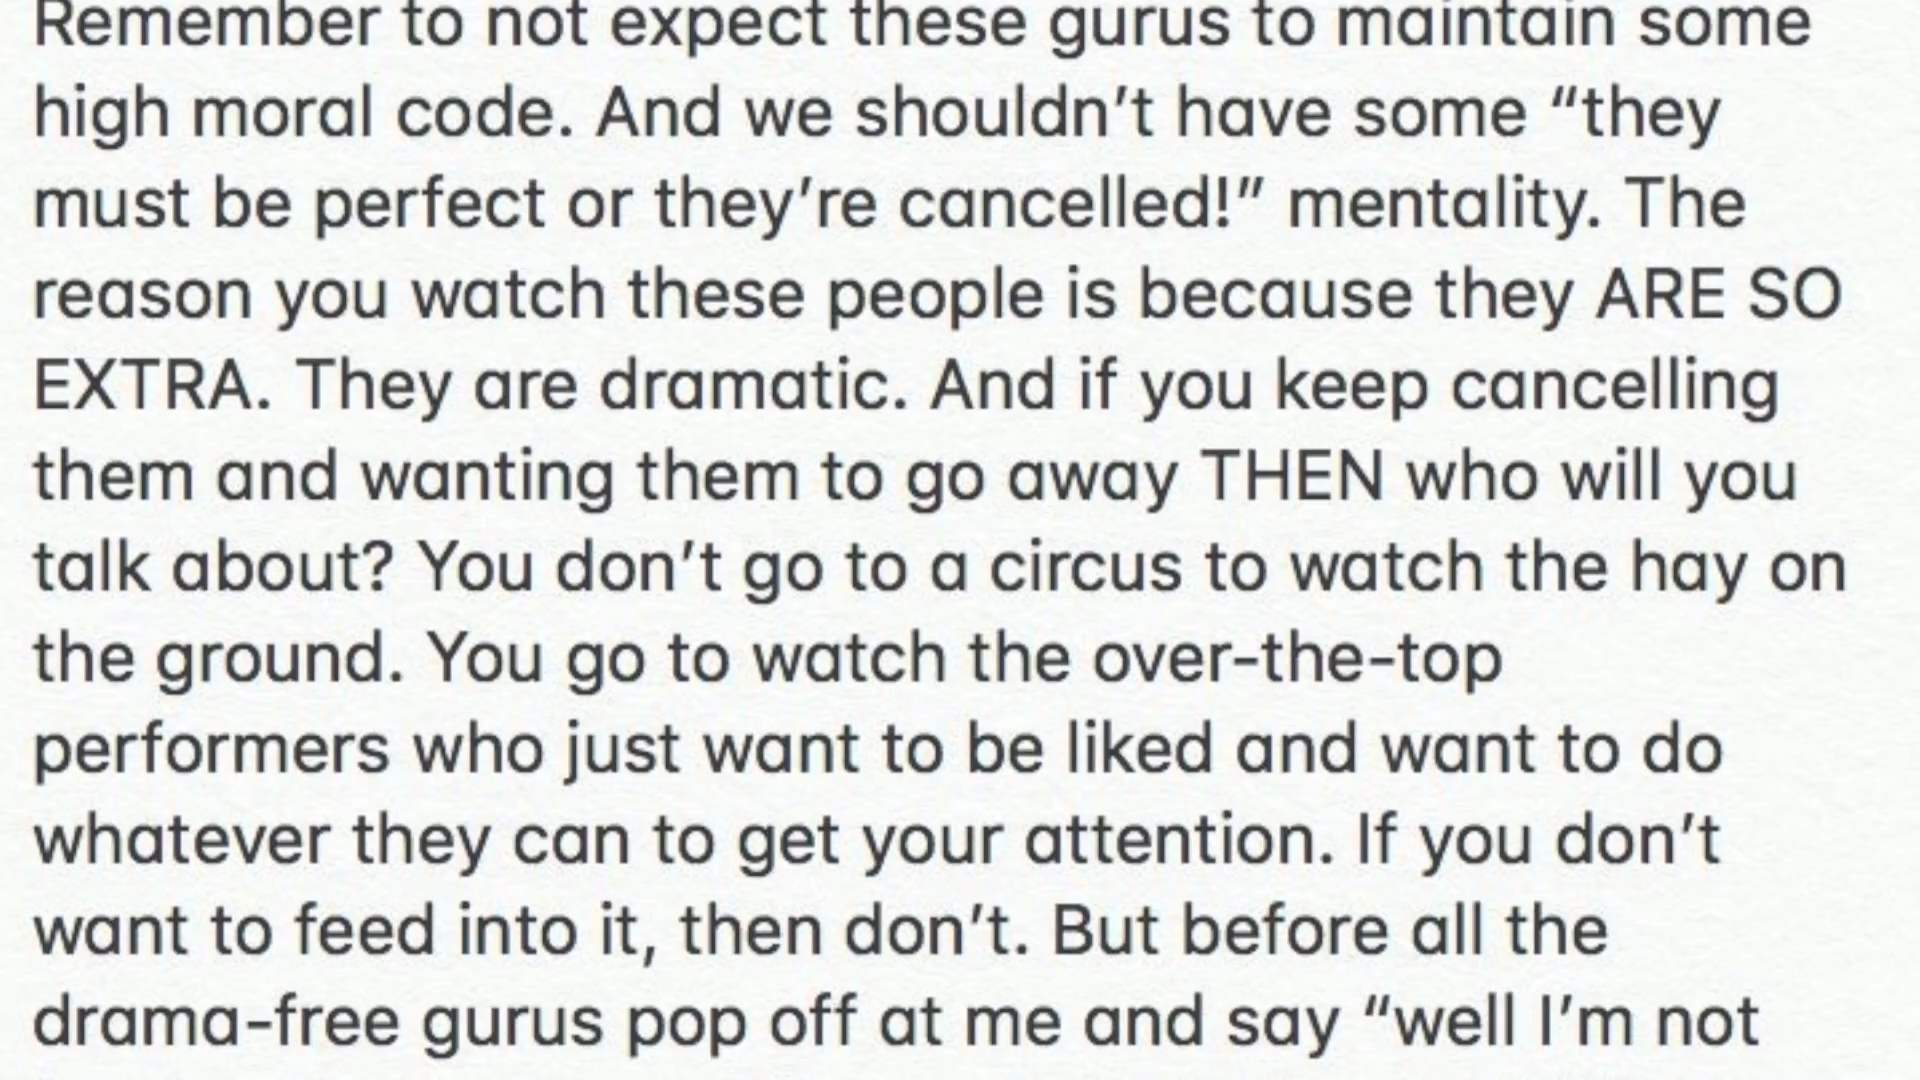 Remember to not expect these gurus to maintain some
high moral code. And we shouldn’t have some “they
must be perfect or they’re cancelled!” mentality. The
reason you watch these people is because they ARE SO
EXTRA. They are dramatic. And if you keep cancelling
them and wanting them to go away THEN who will you
talk about? You don’t go to a circus to watch the hay on
the ground. You go to watch the over-the-top
performers who just want to be liked and want to do
whatever they can to get your attention. If you don’t
want to feed into it, then don’t. But before all the
drama-free gurus pop off at me and say “well I’m not